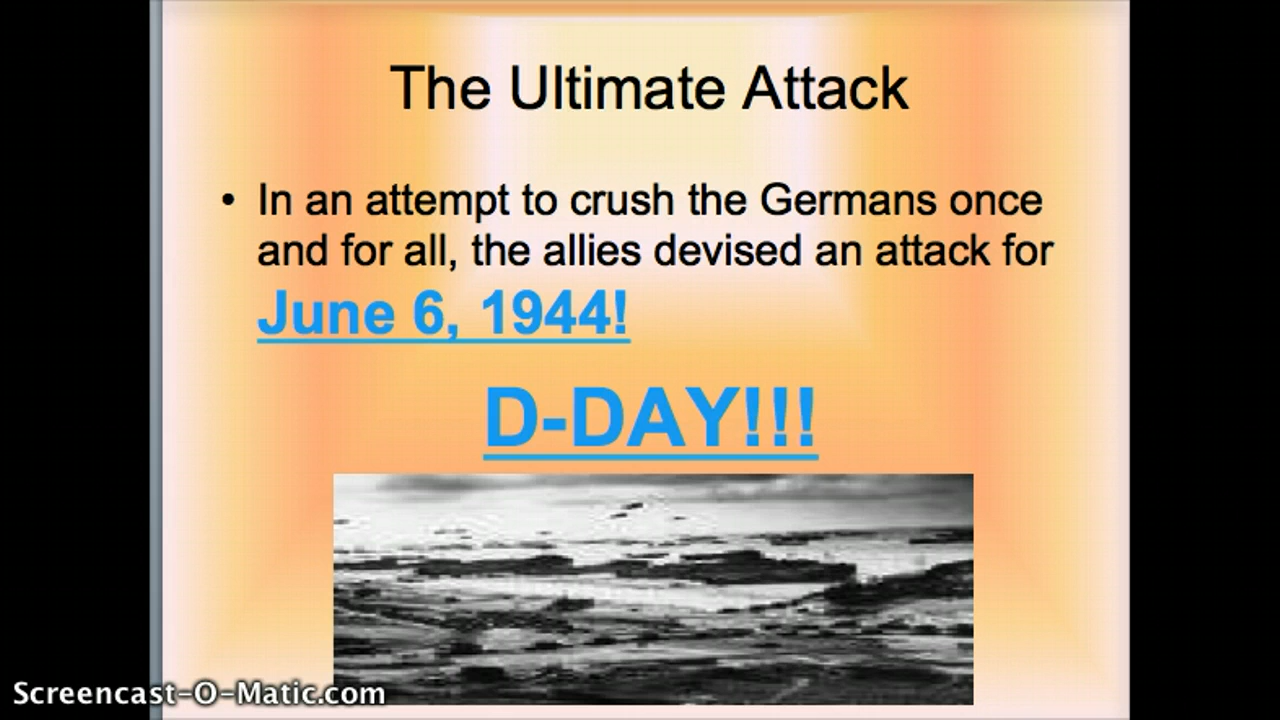 The Ultimate Attack
• In an attempt to crush the Germans once
and for all, the allies devised an attack for
June 6, 1944!
D-DAY!!!
Screencast-O-Matic.com